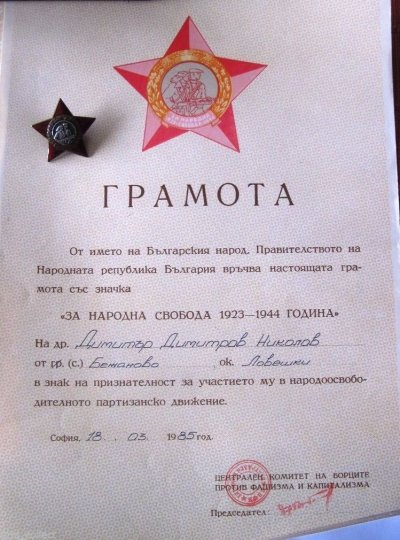 ГРАМОТА
От името на Българския народ, Правителството на
Народната република България връчва настоящата гра-
мота със значка
«ЗА НАРОДНА СВОБОДА 1923—1944 ГОДИНА»
На др. Димитър Димитров Николов
от гр. (с.) Бежаново ок. Ловешки
в знак на признателност за участието му в народоосвобо-
дителното партизанско движение.
София, 18. 03. 1985 год.
ЦЕНТРАЛЕН КОМИТЕТ НА БОРЦИТЕ
ПРОТИВ ФАШИЗМА И КАПИТАЛИЗМА
Председател: